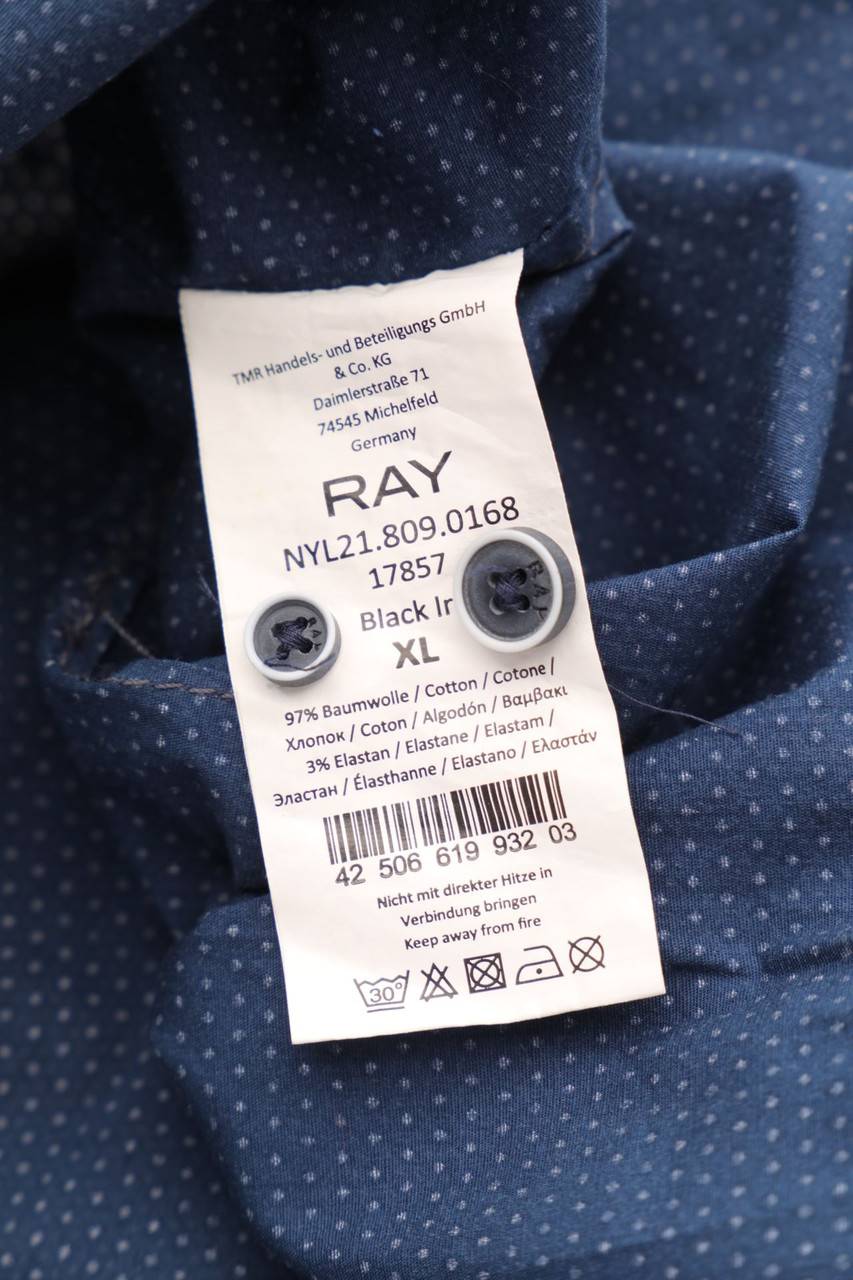 TMR Handels- und Beteiligungs GmbH
& Co. KG
Daimlerstraße 71
74545 Michelfeld
Germany
RAY
NYL21.809.0168
17857
Black
XL
97% Baumwolle / Cotton / Cotone /
Хлопок / Coton / Algodón / Βαμβακι
3% Elastan / Elastane / Elastam /
Эластан / Élasthanne / Elastano / Ελαστάν
42 506 619 932 03
Nicht mit direkter Hitze in
Verbindung bringen
Keep away from fire
30°